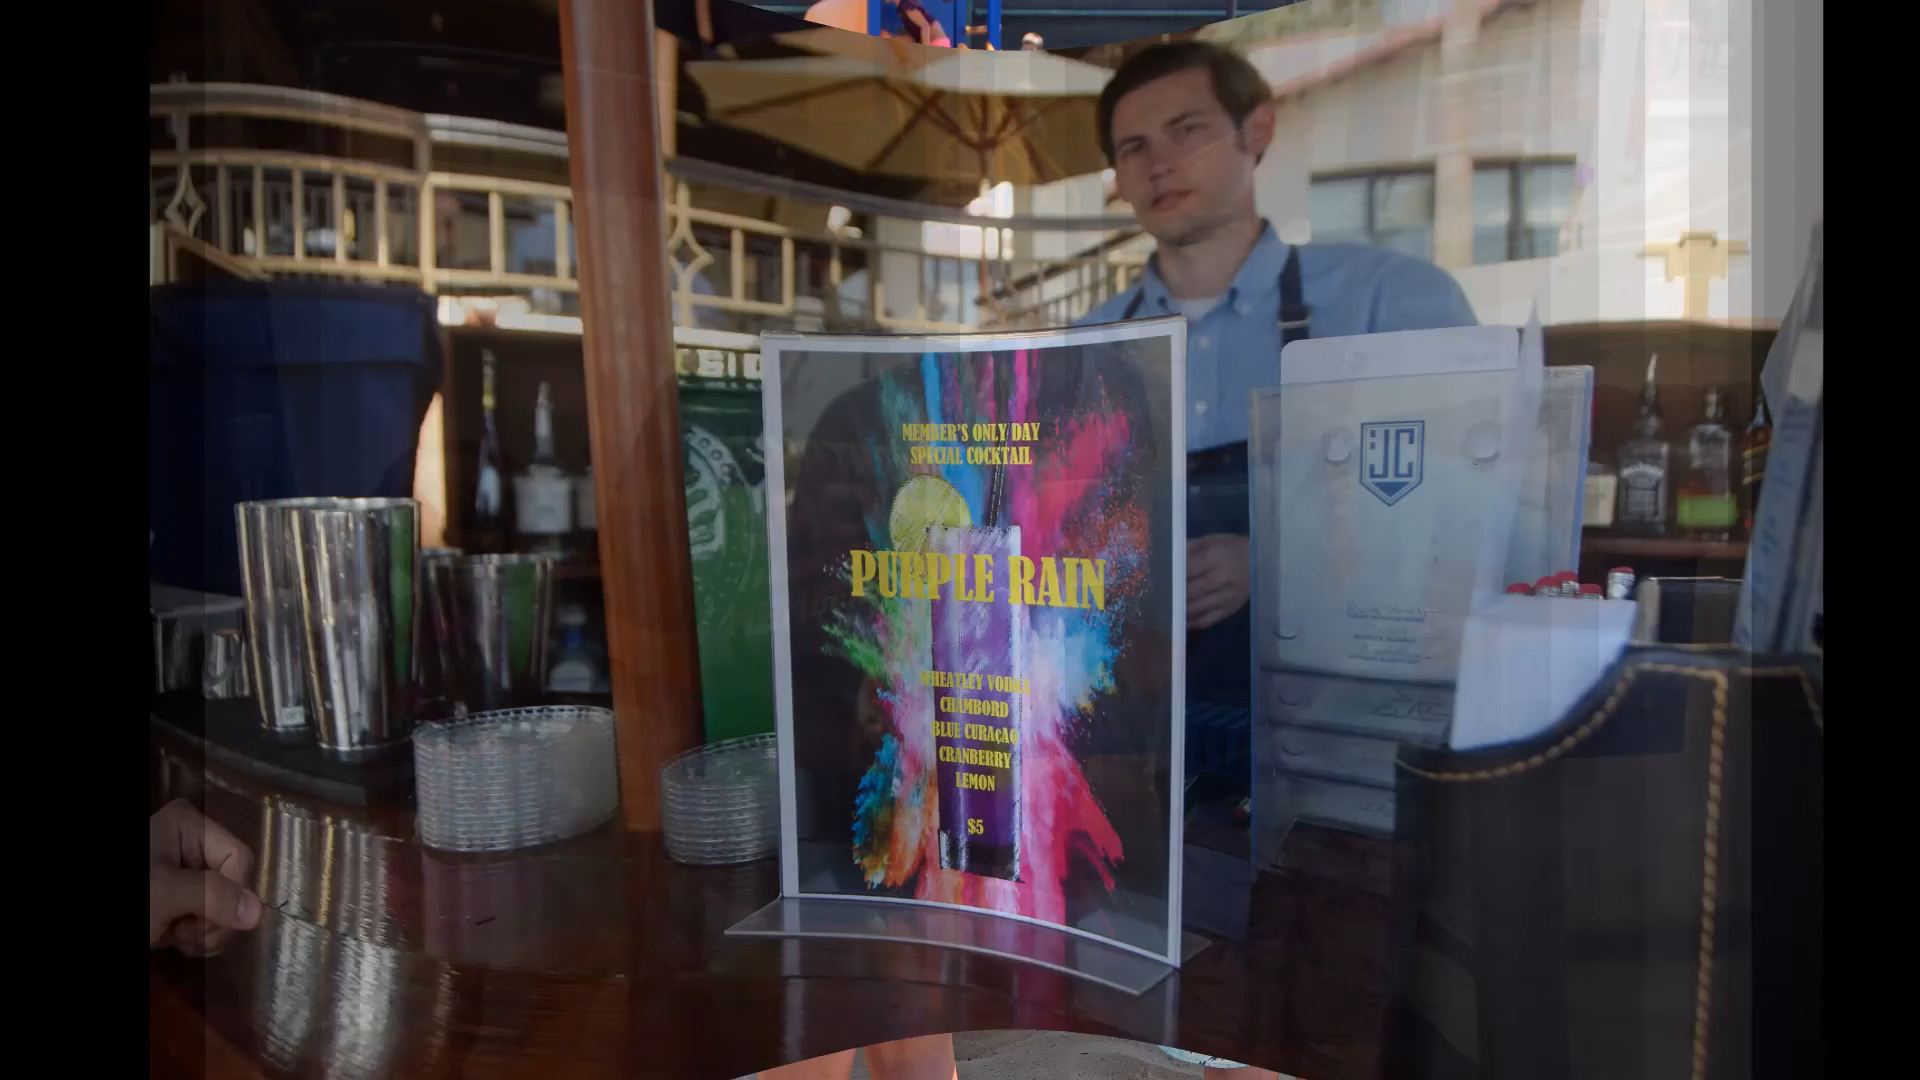 MEMBER'S ONLY DAY
SPECIAL COCKTAIL
PURPLE RAIN
WHEATLEY VODKA
CHAMBORD
BLUE CURAÇAO
CRANBERRY
LEMON
$5
JC